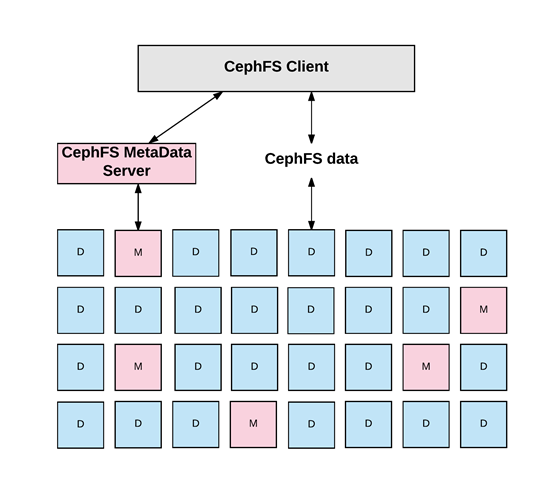 CephFS Client
CephFS MetaData
Server
CephFS data
D M D D D D D D
D D D D D D D M
D M D D D D M D
D D D M D D D D